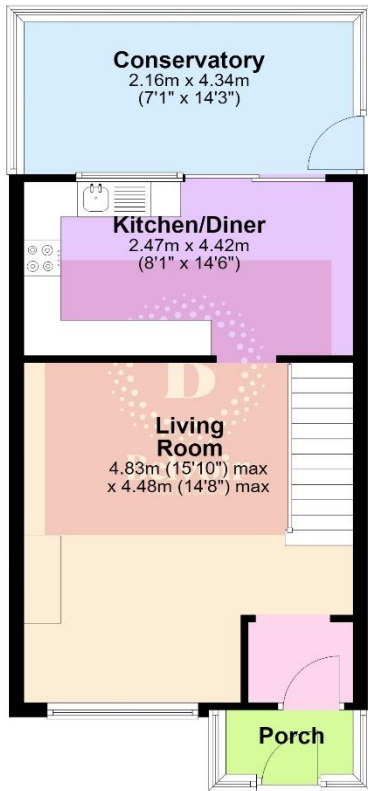 Conservatory
2.16m x 4.34m
(7'1" x 14'3")
Kitchen/Diner
2.47m x 4.42m
(8'1" x 14'6")
Living
Room
4.83m (15'10") max
x 4.48m (14'8") max
Porch